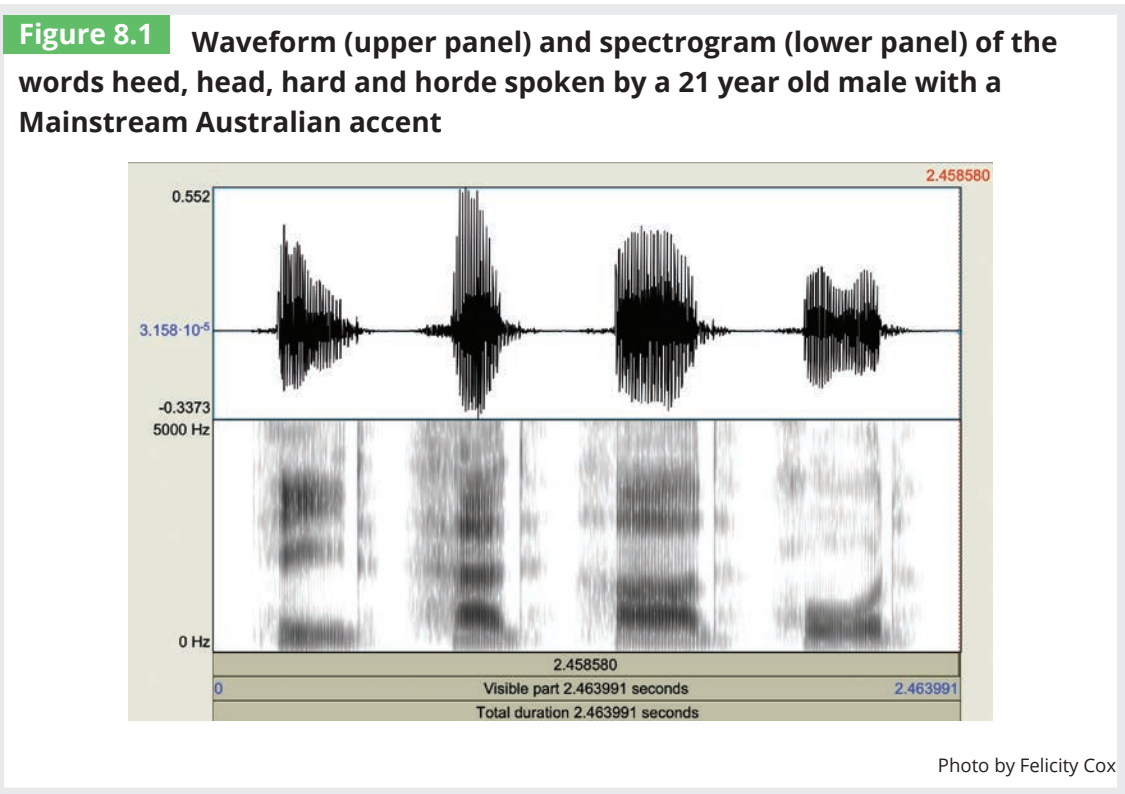 Figure 8.1 Waveform (upper panel) and spectrogram (lower panel) of the
words heed, head, hard and horde spoken by a 21 year old male with a
Mainstream Australian accent
2.458580
0.552
3.158·10-5
-0.3373
5000 Hz
0 Hz
2.458580
0 Visible part 2.463991 seconds 2.463991
Total duration 2.463991 seconds
Photo by Felicity Cox